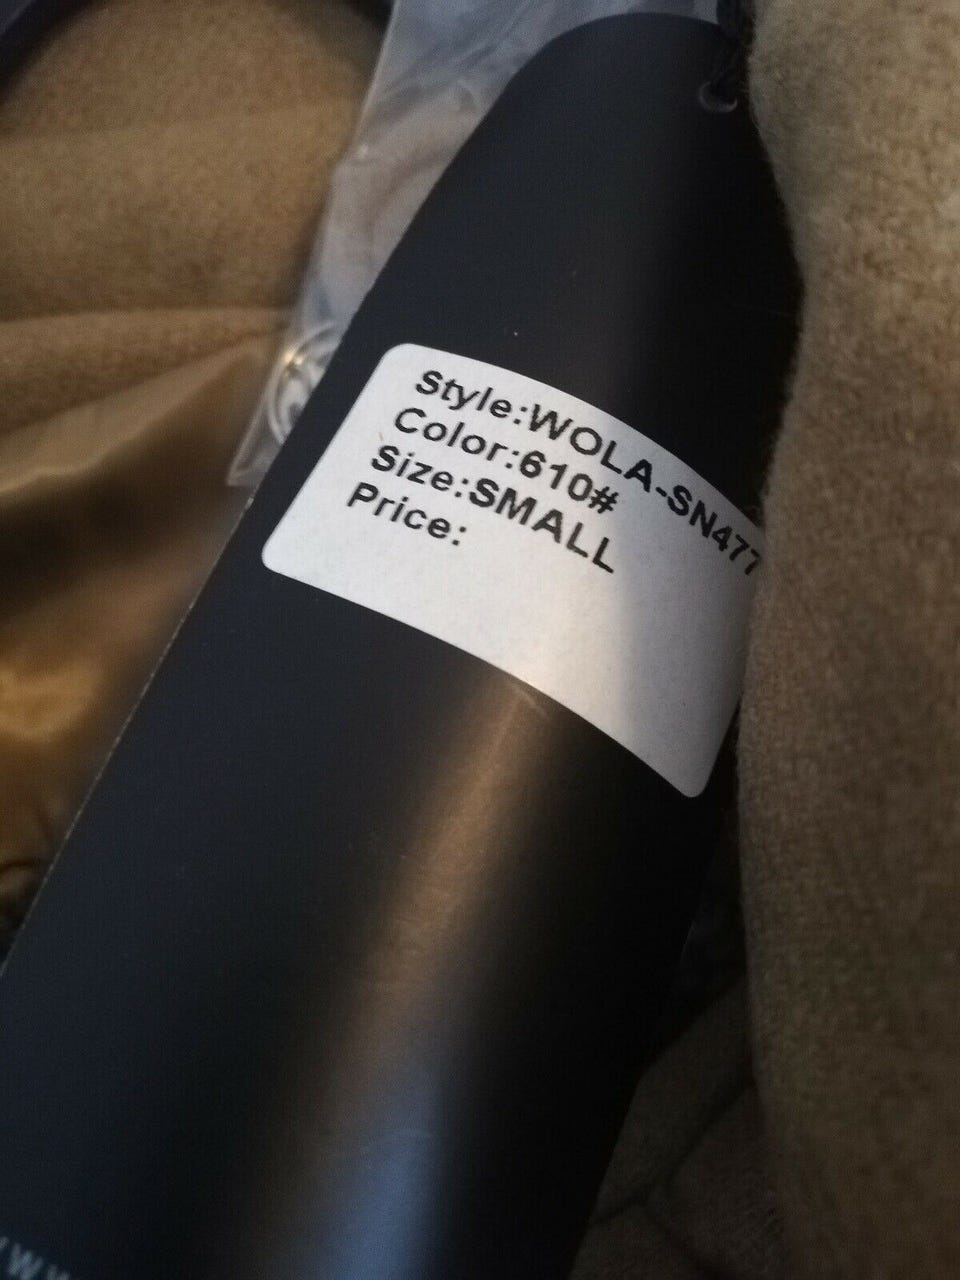 Style:WOLA-SN477
Color:610#
Size:SMALL
Price: